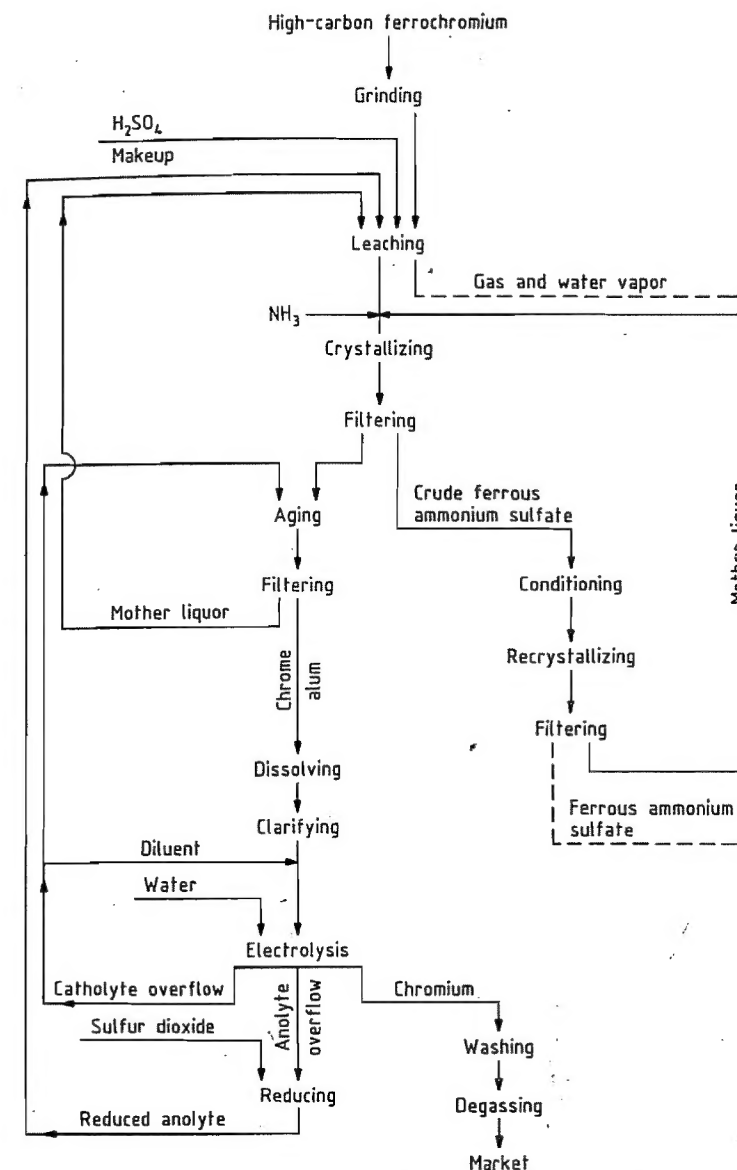 High-carbon ferrochromium
Grinding
H₂SO₄
Makeup
Leaching
Gas and water vapor
NH₃
Crystallizing
Filtering
Crude ferrous
ammonium sulfate
Aging
Conditioning
Filtering
Mother liquor
Recrystallizing
Chrome
alum
Filtering
Dissolving
Ferrous ammonium
sulfate
Clarifying
Diluent
Water
Electrolysis
Catholyte overflow
Anolyte
overflow
Chromium
Sulfur dioxide
Washing
Reducing
Degassing
Reduced anolyte
Market